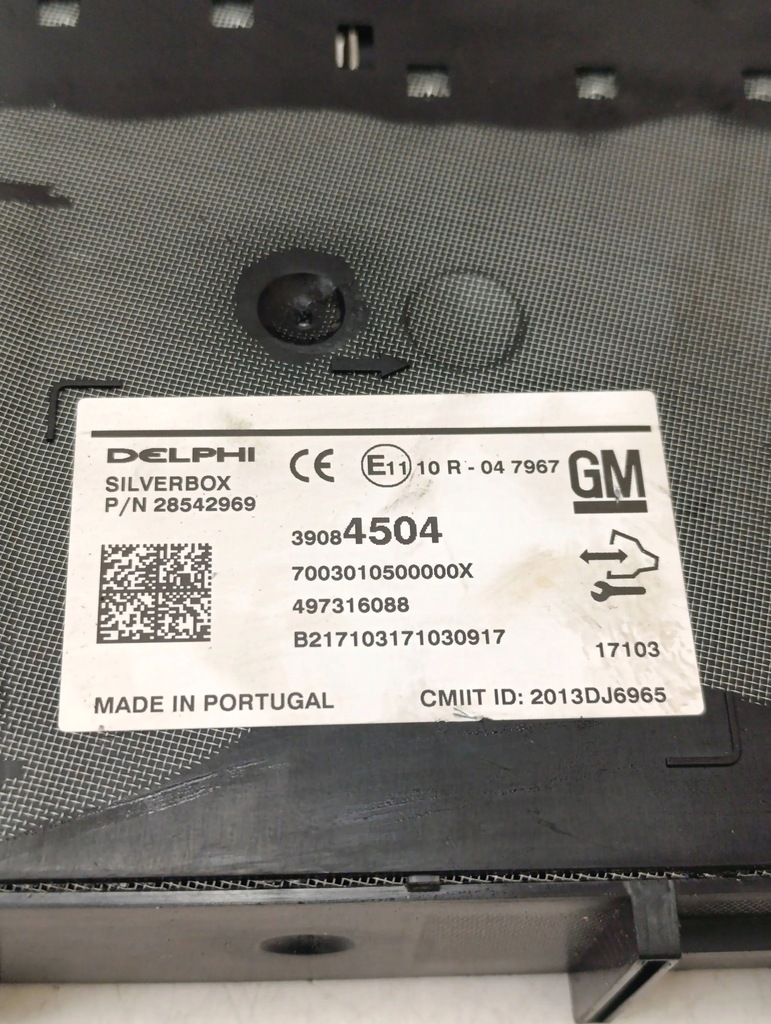 DELPHI
SILVERBOX
P/N 28542969
CE
E11 10 R - 04 7967
GM
39084504
7003010500000X
497316088
B217103171030917
17103
MADE IN PORTUGAL
CMIIT ID: 2013DJ6965